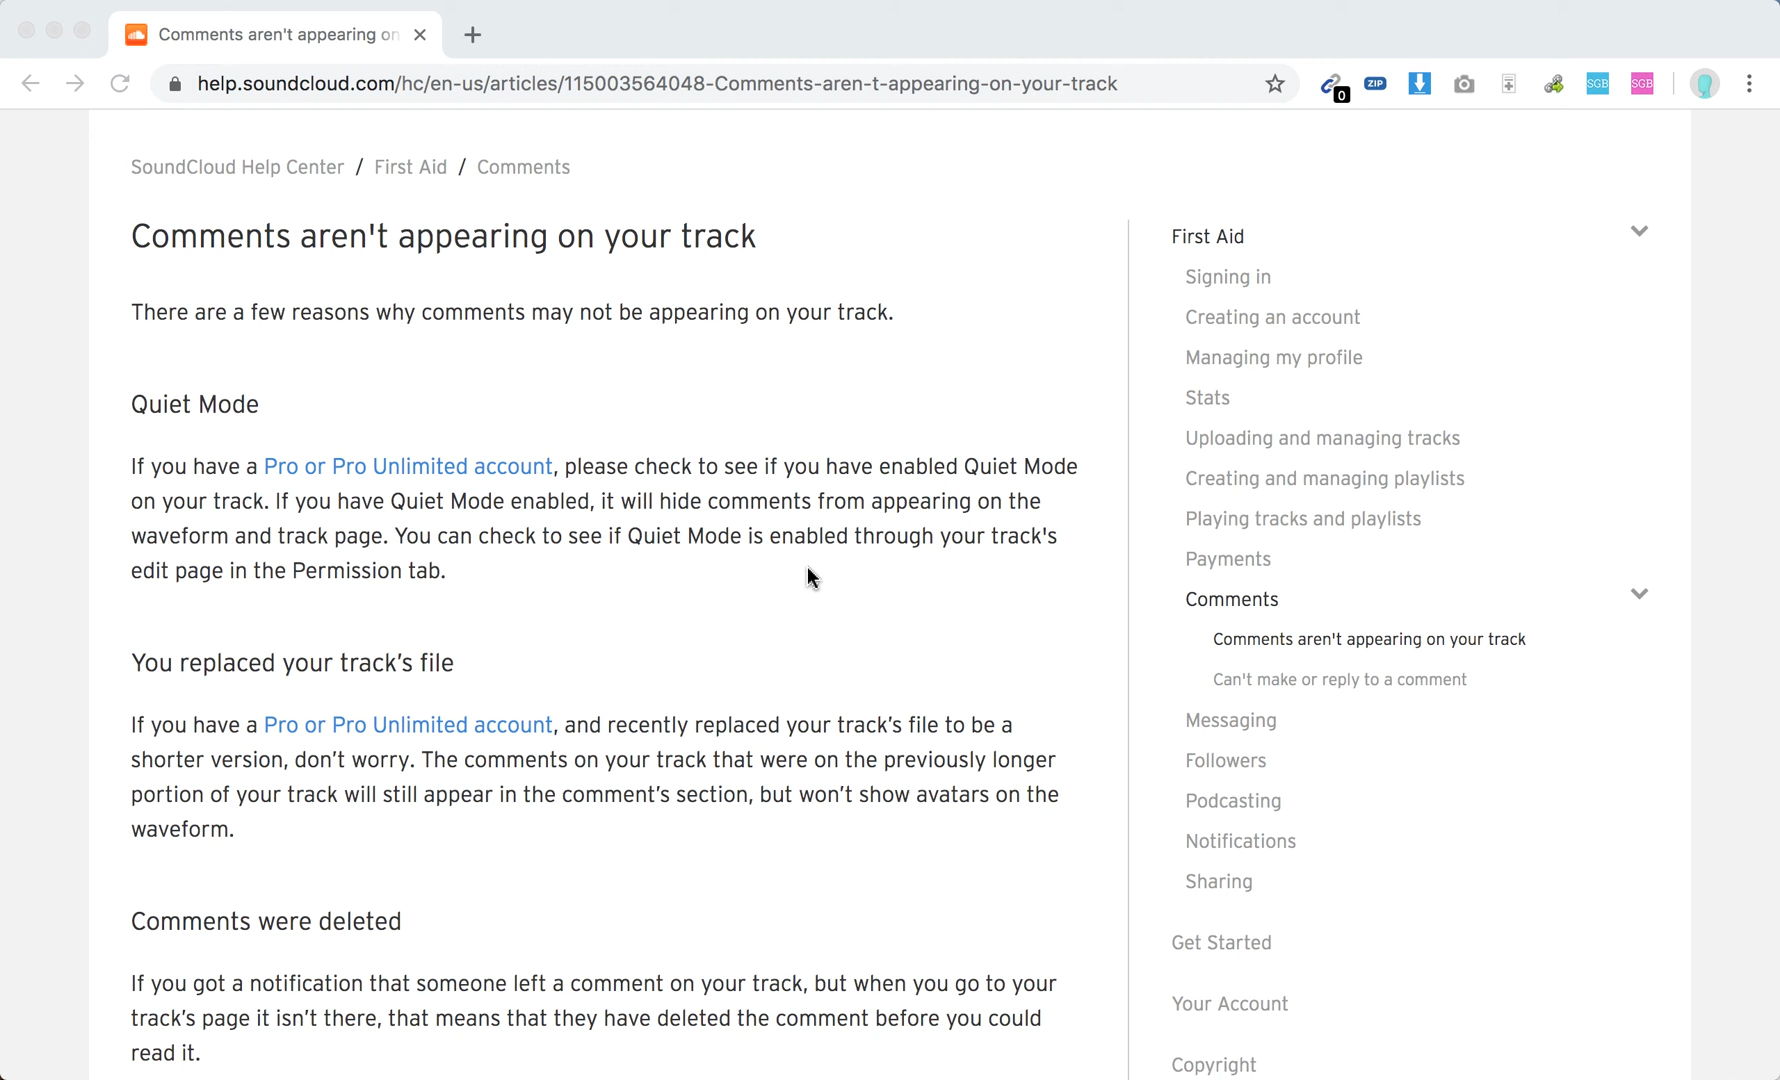 Comments aren't appearing on
help.soundcloud.com/hc/en-us/articles/115003564048-Comments-aren-t-appearing-on-your-track
0
ZIP
SGB
SGB
SoundCloud Help Center / First Aid / Comments
Comments aren't appearing on your track
There are a few reasons why comments may not be appearing on your track.
Quiet Mode
If you have a Pro or Pro Unlimited account, please check to see if you have enabled Quiet Mode
on your track. If you have Quiet Mode enabled, it will hide comments from appearing on the
waveform and track page. You can check to see if Quiet Mode is enabled through your track's
edit page in the Permission tab.
You replaced your track’s file
If you have a Pro or Pro Unlimited account, and recently replaced your track’s file to be a
shorter version, don’t worry. The comments on your track that were on the previously longer
portion of your track will still appear in the comment’s section, but won’t show avatars on the
waveform.
Comments were deleted
If you got a notification that someone left a comment on your track, but when you go to your
track’s page it isn’t there, that means that they have deleted the comment before you could
read it.
First Aid
Signing in
Creating an account
Managing my profile
Stats
Uploading and managing tracks
Creating and managing playlists
Playing tracks and playlists
Payments
Comments
Comments aren't appearing on your track
Can't make or reply to a comment
Messaging
Followers
Podcasting
Notifications
Sharing
Get Started
Your Account
Copyright